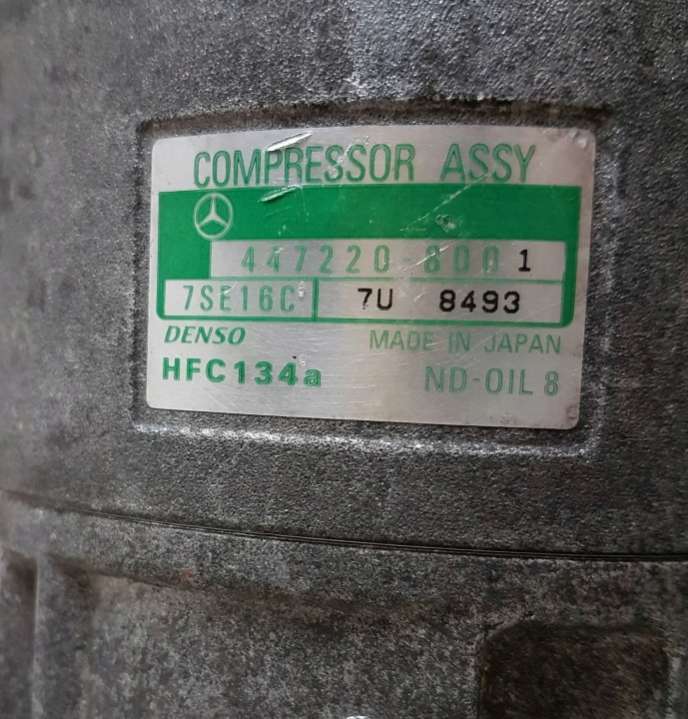 COMPRESSOR ASSY
447220-8001
7SE16C 7U 8493
DENSO MADE IN JAPAN
HFC134a ND-OIL 8